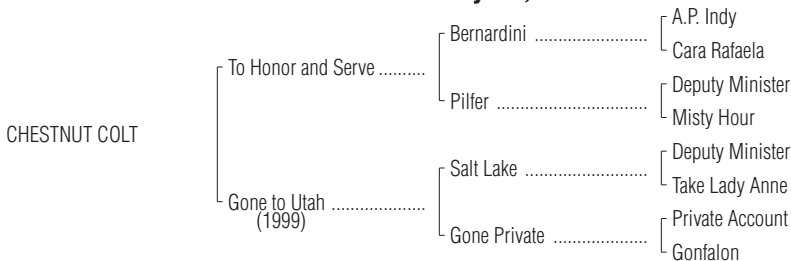 A.P. Indy
Bernardini
Cara Rafaela
To Honor and Serve
Deputy Minister
Pilfer
Misty Hour
CHESTNUT COLT
Deputy Minister
Salt Lake
Take Lady Anne
Gone to Utah
(1999)
Private Account
Gone Private
Gonfalon